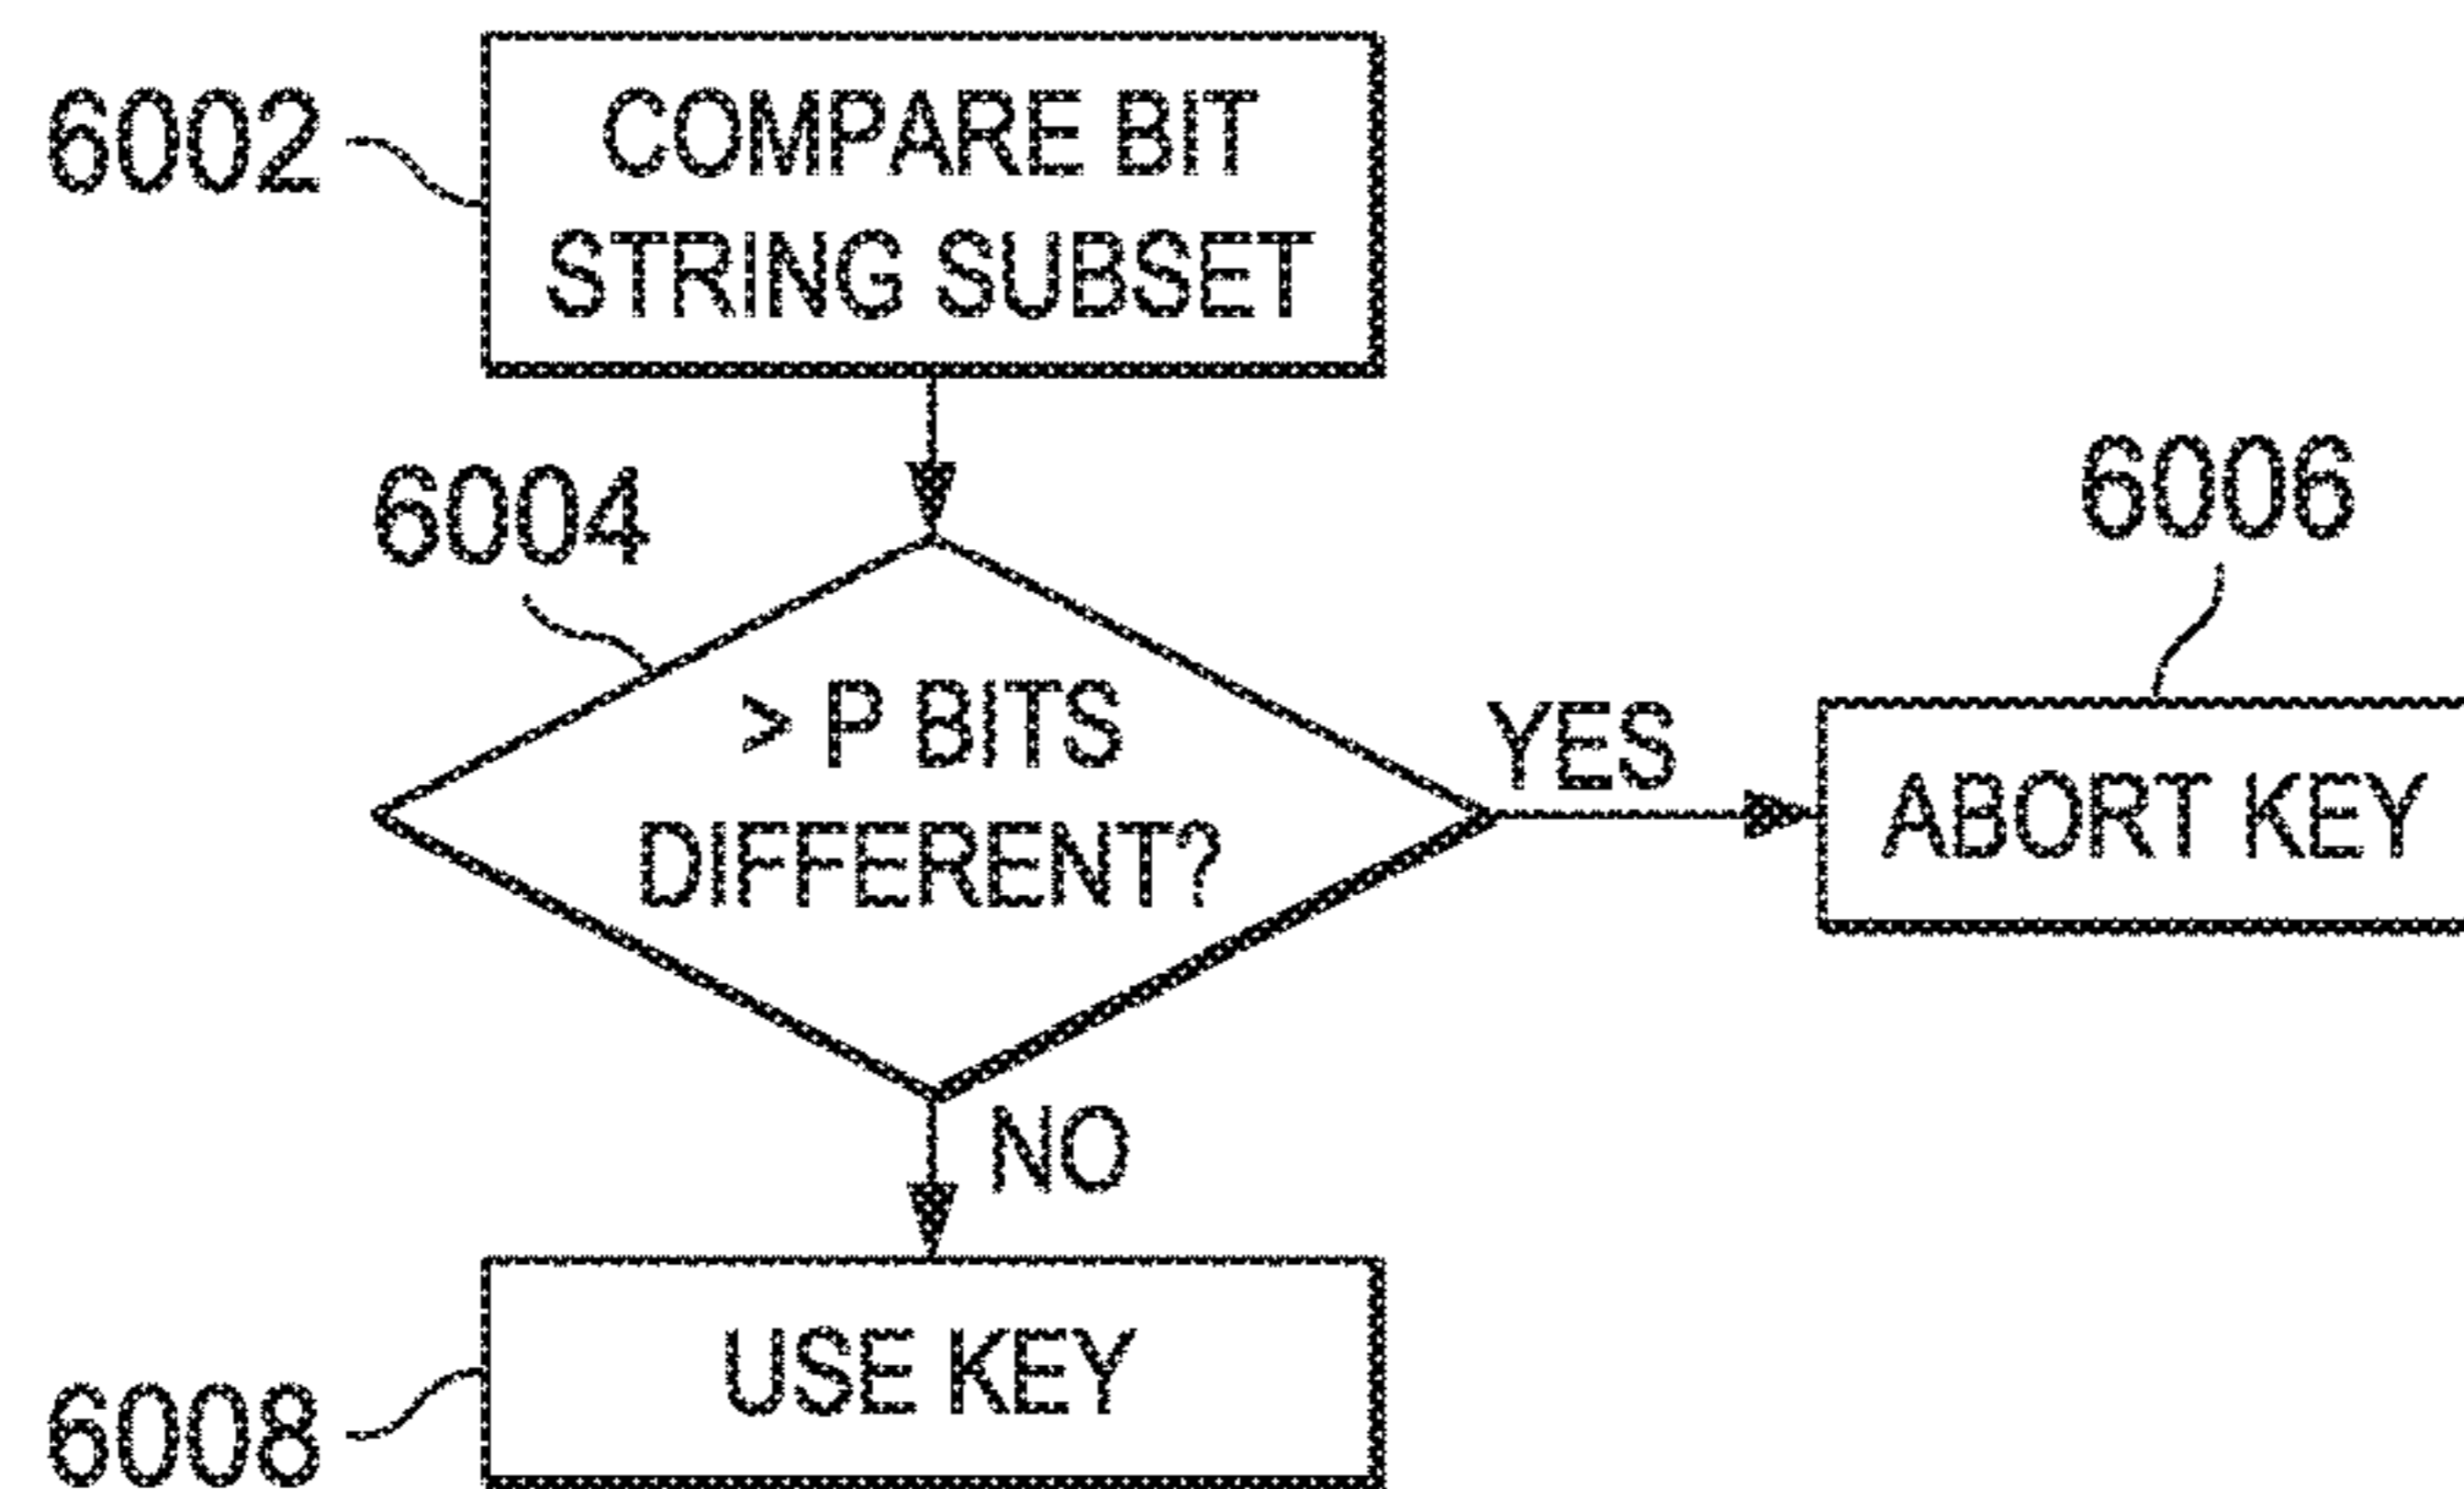 6002
COMPARE BIT
STRING SUBSET
6004
6006
> P BITS
DIFFERENT?
YES
ABORT KEY
NO
USE KEY
6008